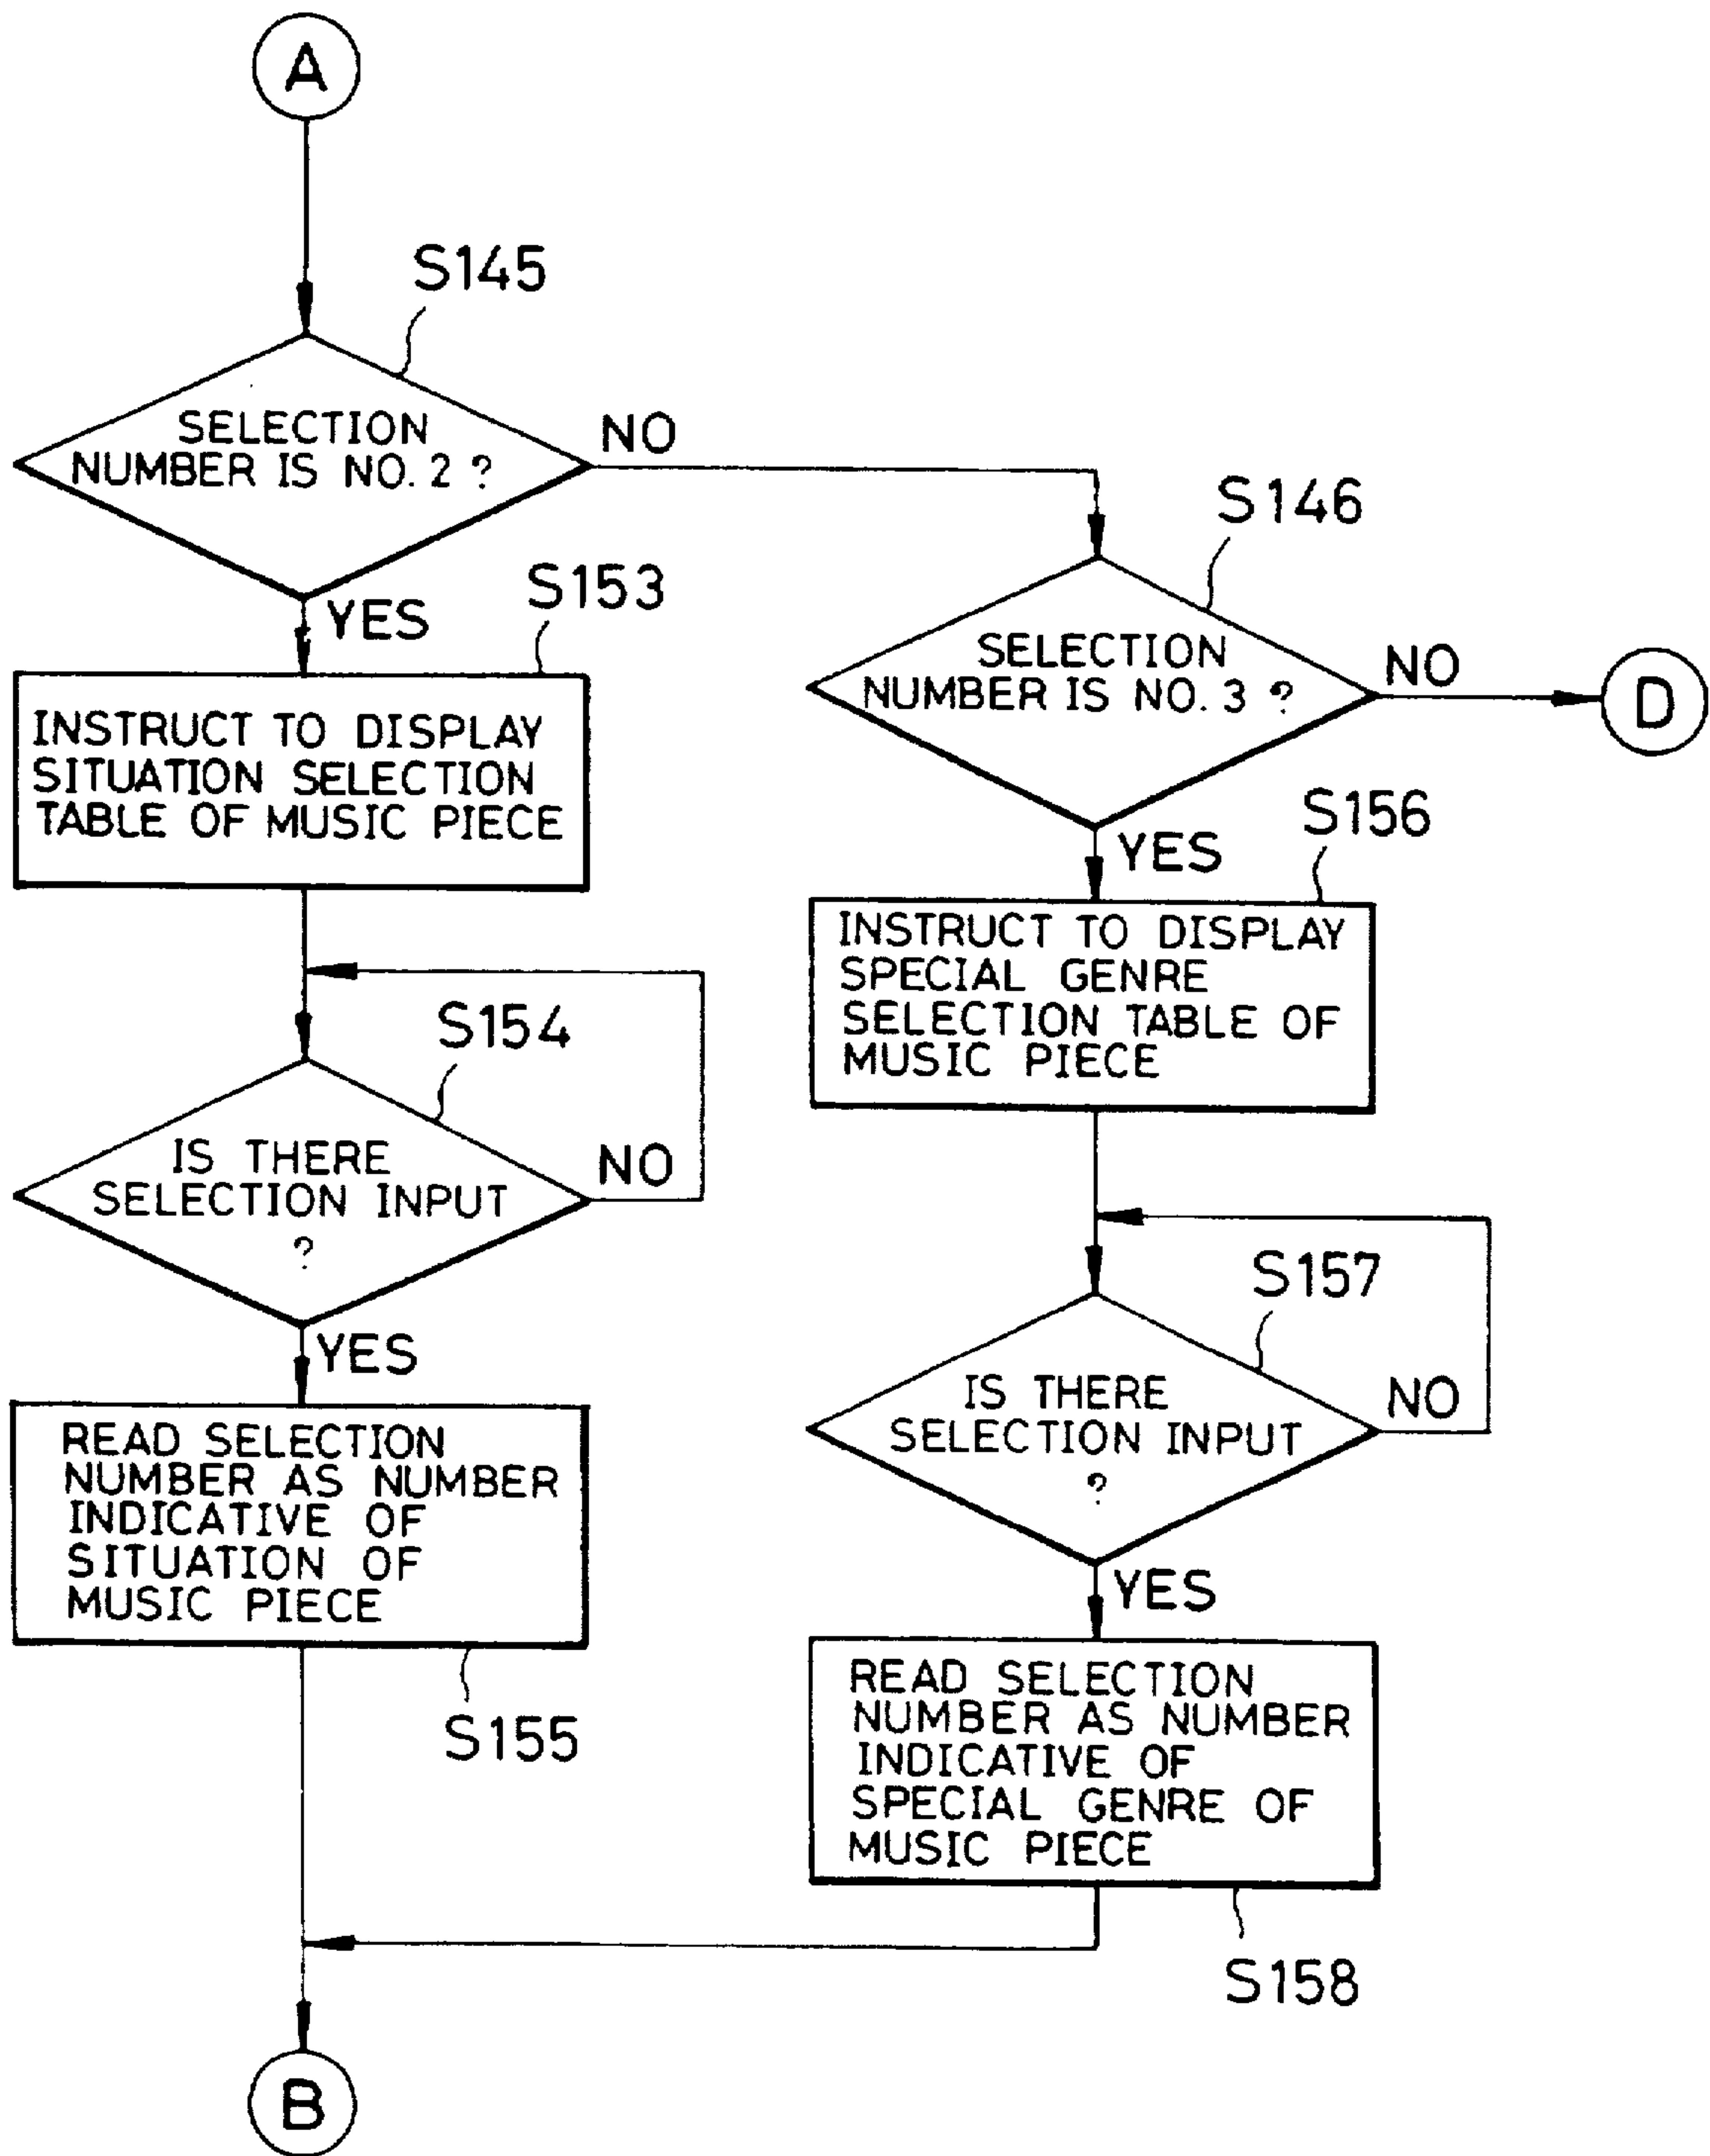 A
S145
SELECTION
NUMBER IS NO. 2 ?
NO
S146
S153
YES
SELECTION
NUMBER IS NO. 3 ?
NO
D
INSTRUCT TO DISPLAY
SITUATION SELECTION
TABLE OF MUSIC PIECE
S156
YES
INSTRUCT TO DISPLAY
SPECIAL GENRE
SELECTION TABLE OF
MUSIC PIECE
S154
IS THERE
SELECTION INPUT
?
NO
S157
YES
IS THERE
SELECTION INPUT
?
NO
READ SELECTION
NUMBER AS NUMBER
INDICATIVE OF
SITUATION OF
MUSIC PIECE
YES
S155
READ SELECTION
NUMBER AS NUMBER
INDICATIVE OF
SPECIAL GENRE OF
MUSIC PIECE
S158
B